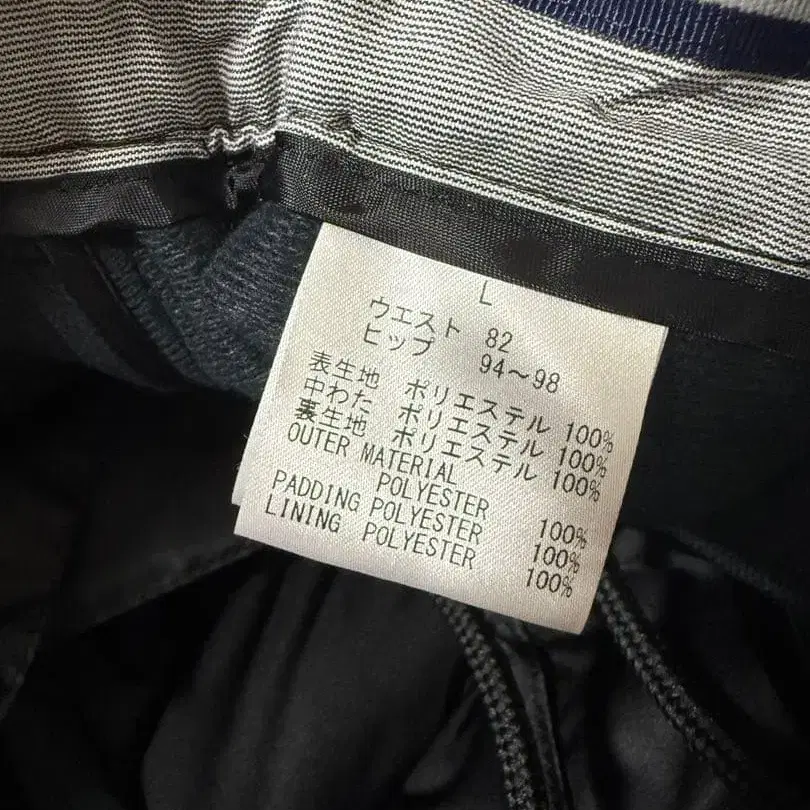 L
ウエスト 82
ヒップ 94～98
表生地 ポリエステル 100%
中わた ポリエステル 100%
裏生地 ポリエステル 100%
OUTER MATERIAL
POLYESTER 100%
PADDING POLYESTER 100%
LINING POLYESTER 100%